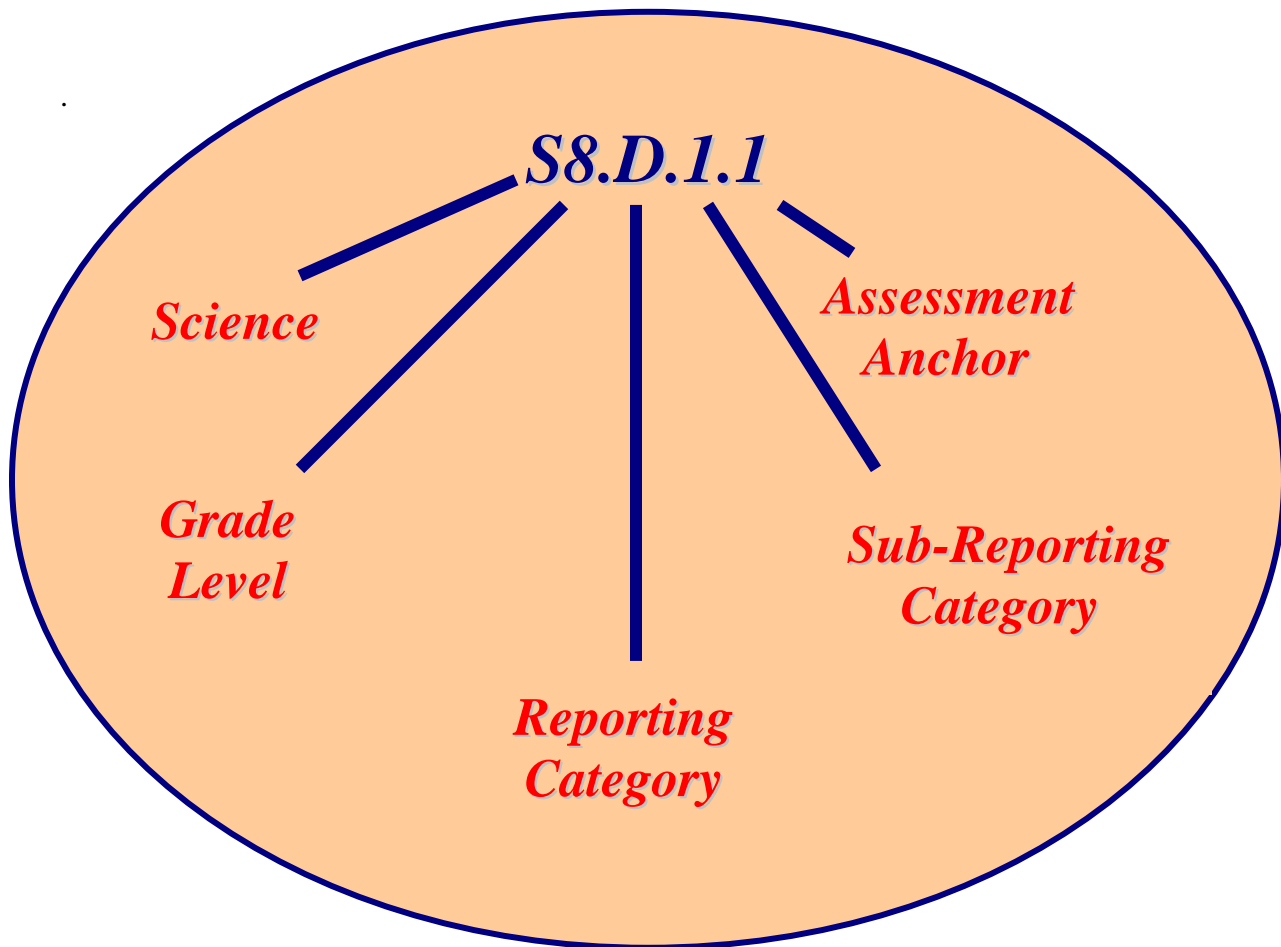 S8.D.1.1
Science
Assessment
Anchor
Grade
Level
Sub-Reporting
Category
Reporting
Category